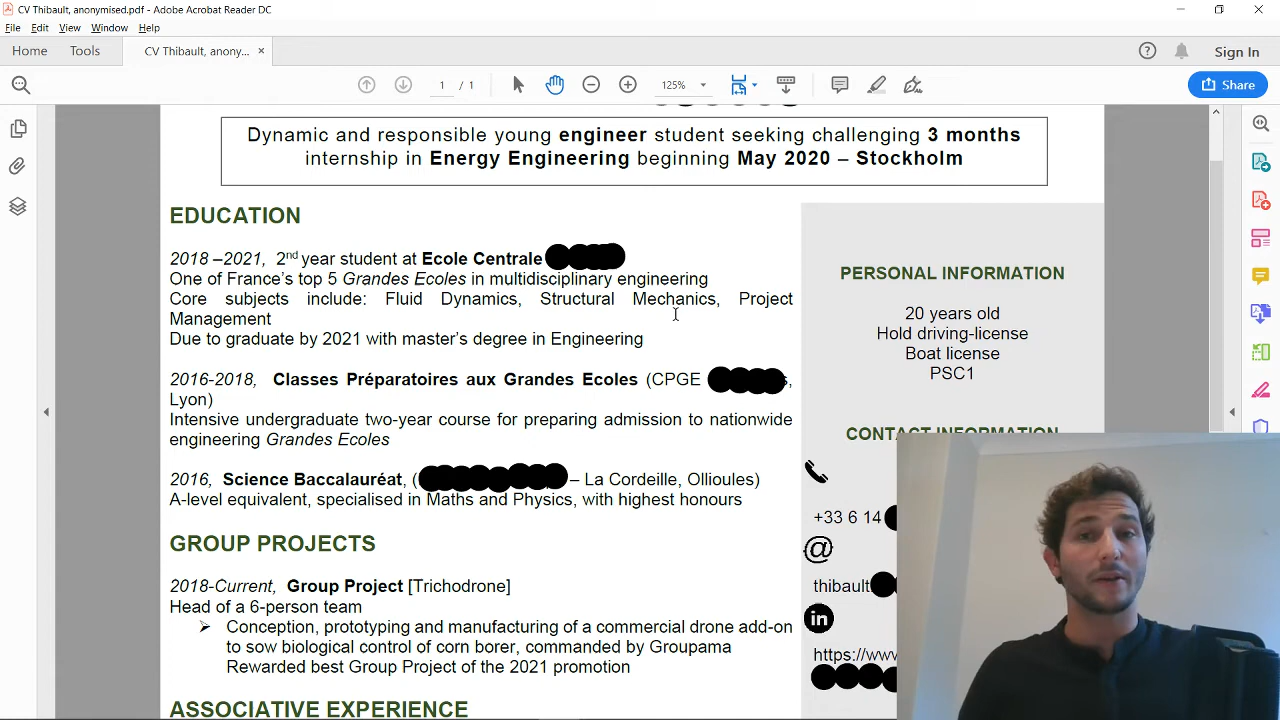 CV Thibault, anonymised.pdf - Adobe Acrobat Reader DC
File Edit View Window Help
Home Tools CV Thibault, anony... × Sign In
1 / 1 125% Share
Dynamic and responsible young engineer student seeking challenging 3 months
internship in Energy Engineering beginning May 2020 – Stockholm
EDUCATION
2018 –2021, 2nd year student at Ecole Centrale
One of France's top 5 Grandes Ecoles in multidisciplinary engineering
Core subjects include: Fluid Dynamics, Structural Mechanics, Project
Management
Due to graduate by 2021 with master's degree in Engineering
2016-2018, Classes Préparatoires aux Grandes Ecoles (CPGE ,
Lyon)
Intensive undergraduate two-year course for preparing admission to nationwide
engineering Grandes Ecoles
2016, Science Baccalauréat, ( – La Cordeille, Ollioules)
A-level equivalent, specialised in Maths and Physics, with highest honours
GROUP PROJECTS
2018-Current, Group Project [Trichodrone]
Head of a 6-person team
➢ Conception, prototyping and manufacturing of a commercial drone add-on
to sow biological control of corn borer, commanded by Groupama
Rewarded best Group Project of the 2021 promotion
ASSOCIATIVE EXPERIENCE
PERSONAL INFORMATION
20 years old
Hold driving-license
Boat license
PSC1
CONTACT INFORMATION
+33 6 14
@
thibault
in
https://www